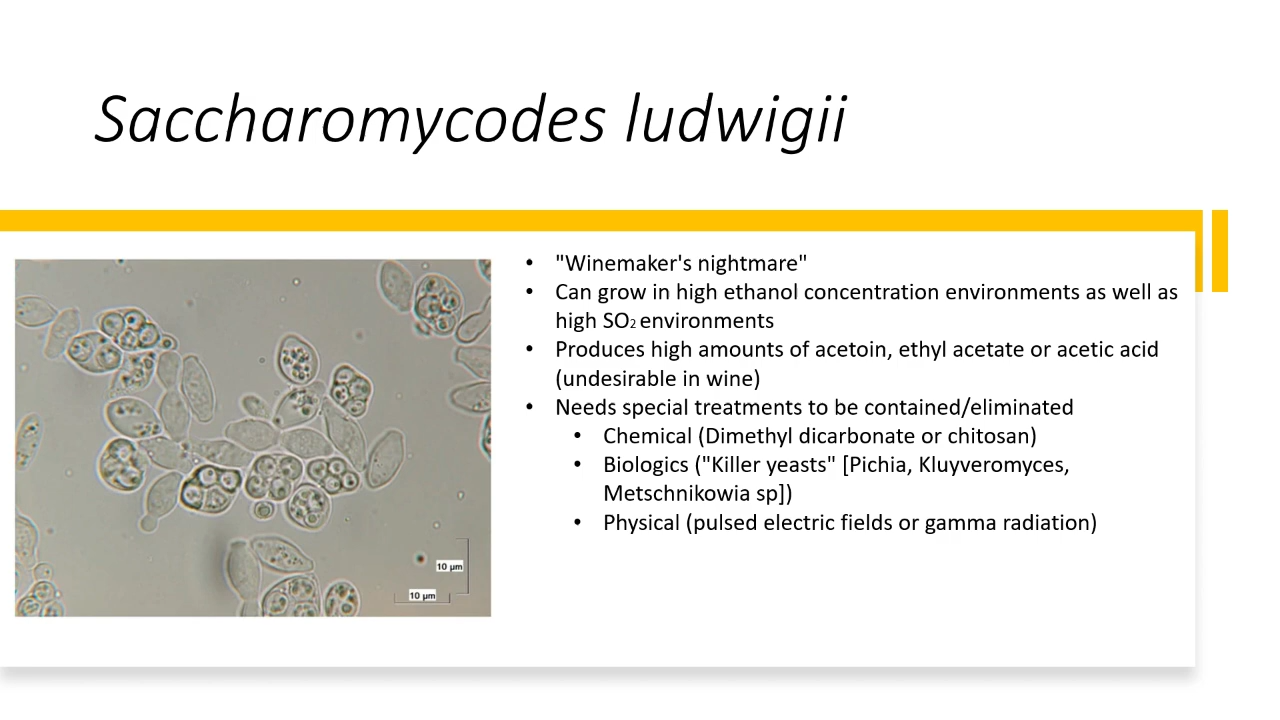 Saccharomycodes ludwigii
• "Winemaker's nightmare"
• Can grow in high ethanol concentration environments as well as
high SO₂ environments
• Produces high amounts of acetoin, ethyl acetate or acetic acid
(undesirable in wine)
• Needs special treatments to be contained/eliminated
• Chemical (Dimethyl dicarbonate or chitosan)
• Biologics ("Killer yeasts" [Pichia, Kluyveromyces,
Metschnikowia sp])
• Physical (pulsed electric fields or gamma radiation)
10 µm
10 µm